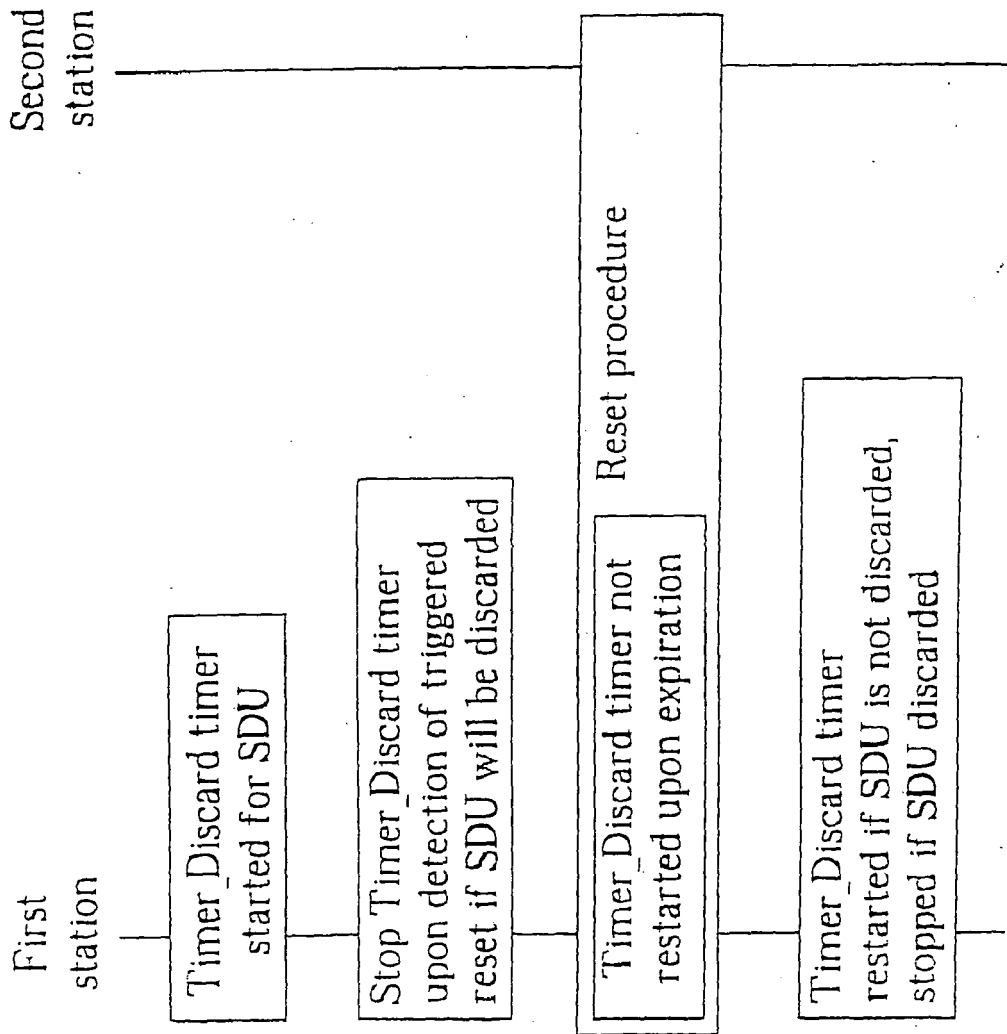 First
station
Second
station
Timer_Discard timer
started for SDU
Stop Timer_Discard timer
upon detection of triggered
reset if SDU will be discarded
Timer_Discard timer not
restarted upon expiration
Reset procedure
Timer_Discard timer
restarted if SDU is not discarded,
stopped if SDU discarded